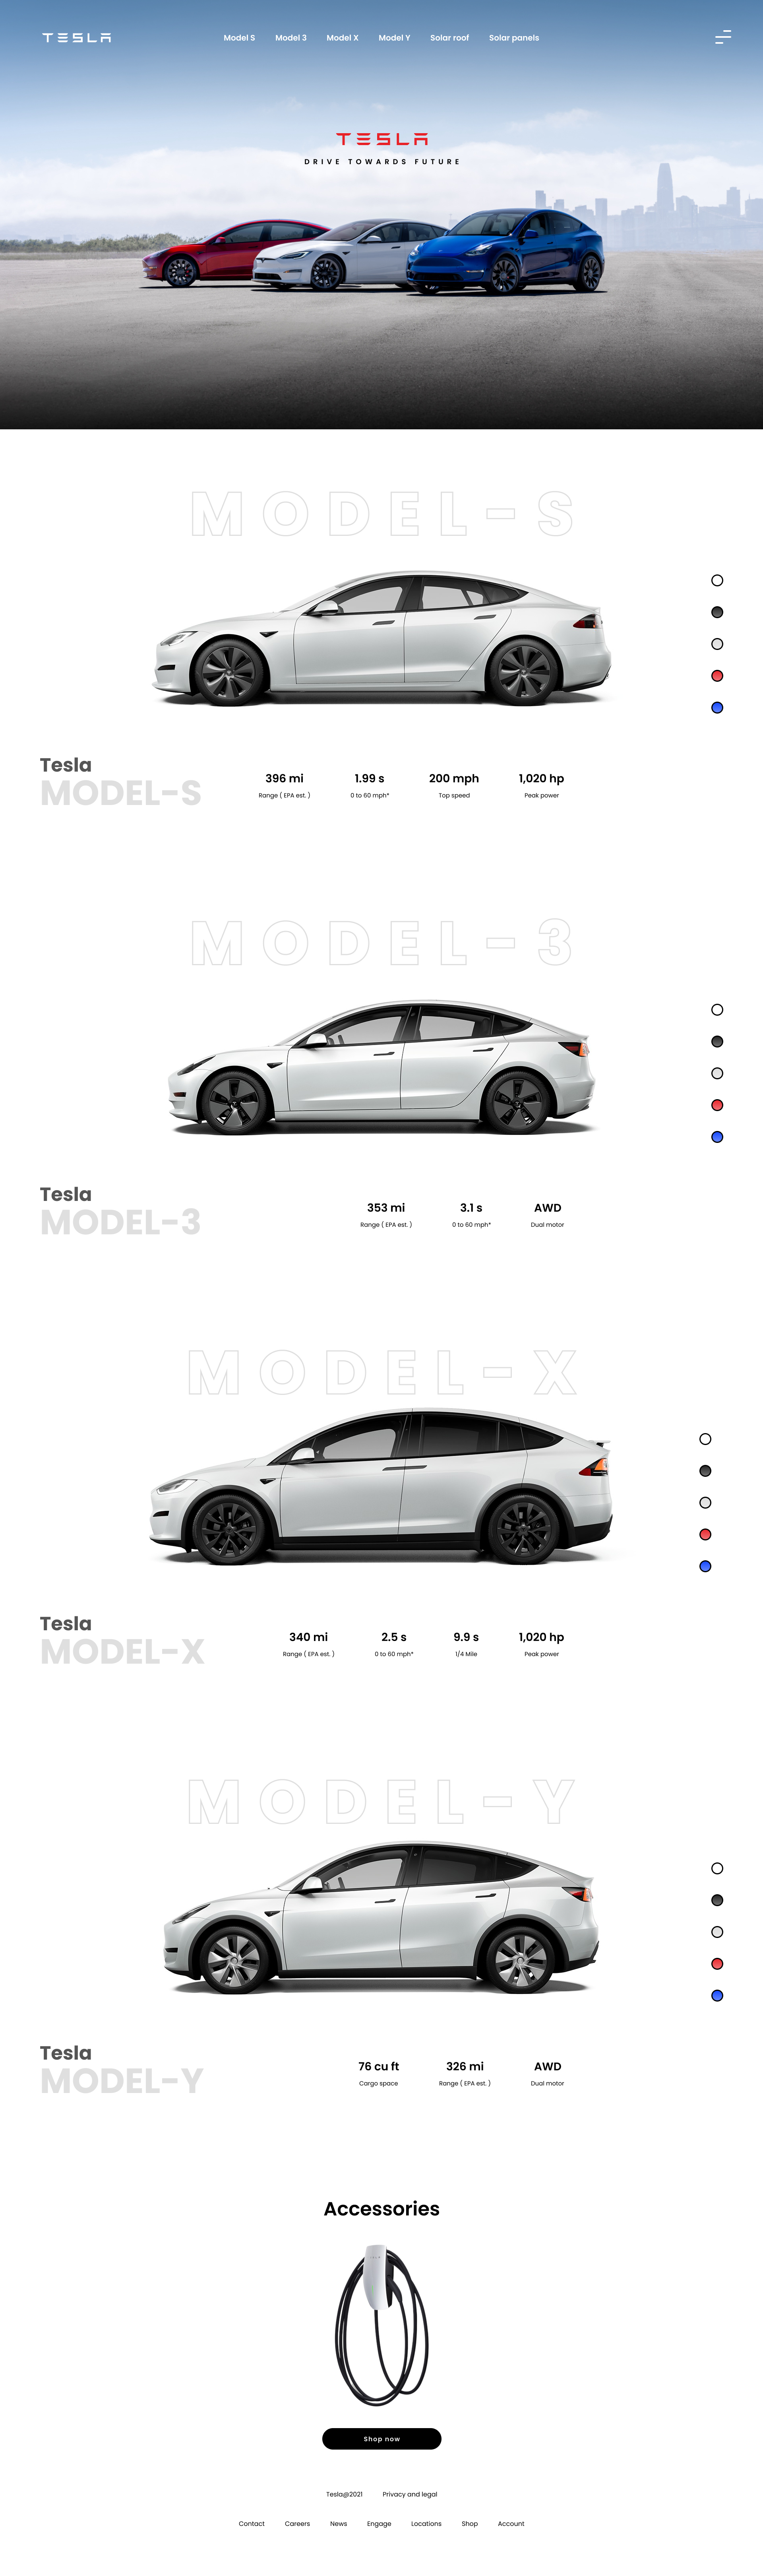 TESLA
Model S Model 3 Model X Model Y Solar roof Solar panels
TESLA
DRIVE TOWARDS FUTURE
MODEL-S
Tesla
MODEL-S
396 mi 1.99 s 200 mph 1,020 hp
Range ( EPA est. ) 0 to 60 mph* Top speed Peak power
MODEL-3
Tesla
MODEL-3
353 mi 3.1 s AWD
Range ( EPA est. ) 0 to 60 mph* Dual motor
MODEL-X
Tesla
MODEL-X
340 mi 2.5 s 9.9 s 1,020 hp
Range ( EPA est. ) 0 to 60 mph* 1/4 Mile Peak power
MODEL-Y
Tesla
MODEL-Y
76 cu ft 326 mi AWD
Cargo space Range ( EPA est. ) Dual motor
Accessories
Shop now
Tesla@2021 Privacy and legal
Contact Careers News Engage Locations Shop Account